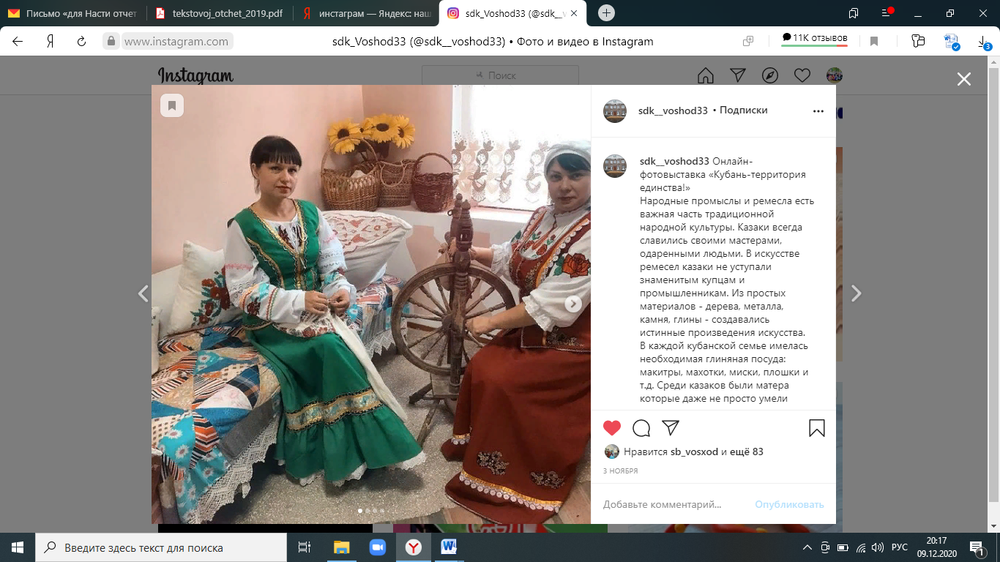 Письмо «для Насти отчет
tekstovoj_otchet_2019.pdf
инстаграм — Яндекс: наш
sdk_Voshod33 (@sdk__v
www.instagram.com
sdk_Voshod33 (@sdk__voshod33) • Фото и видео в Instagram
11К отзывов
3
Instagram
Поиск
sdk__voshod33 • Подписки
sdk__voshod33 Онлайн-
фотовыставка «Кубань-территория
единства!»
Народные промыслы и ремесла есть
важная часть традиционной
народной культуры. Казаки всегда
славились своими мастерами,
одаренными людьми. В искусстве
ремесел казаки не уступали
знаменитым купцам и
промышленникам. Из простых
материалов - дерева, металла,
камня, глины - создавались
истинные произведения искусства.
В каждой кубанской семье имелась
необходимая глиняная посуда:
макитры, махотки, миски, плошки и
т.д. Среди казаков были матера
которые даже не просто умели
Нравится sb_vosxod и ещё 83
3 НОЯБРЯ
Добавьте комментарий... Опубликовать
Введите здесь текст для поиска
РУС
20:17
09.12.2020
1